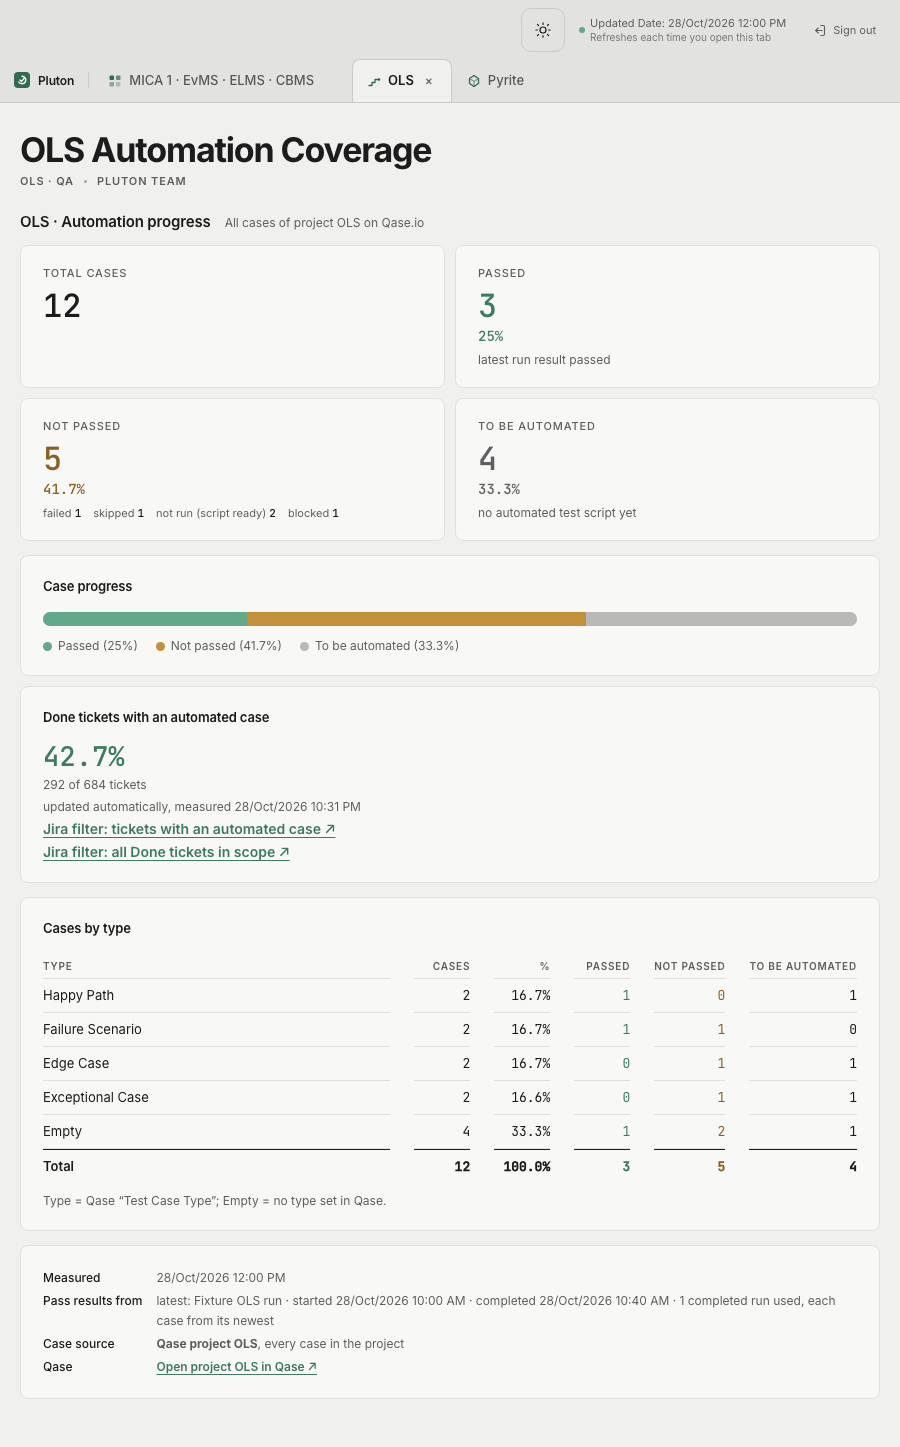 Updated Date: 28/Oct/2026 12:00 PM
Refreshes each time you open this tab
Sign out
Pluton
MICA 1 · EvMS · ELMS · CBMS
OLS ×
Pyrite
OLS Automation Coverage
OLS · QA • PLUTON TEAM
OLS · Automation progress All cases of project OLS on Qase.io
TOTAL CASES
12
PASSED
3
25%
latest run result passed
NOT PASSED
5
41.7%
failed 1 skipped 1 not run (script ready) 2 blocked 1
TO BE AUTOMATED
4
33.3%
no automated test script yet
Case progress
Passed (25%) Not passed (41.7%) To be automated (33.3%)
Done tickets with an automated case
42.7%
292 of 684 tickets
updated automatically, measured 28/Oct/2026 10:31 PM
Jira filter: tickets with an automated case ↗
Jira filter: all Done tickets in scope ↗
Cases by type
TYPE CASES % PASSED NOT PASSED TO BE AUTOMATED
Happy Path 2 16.7% 1 0 1
Failure Scenario 2 16.7% 1 1 0
Edge Case 2 16.7% 0 1 1
Exceptional Case 2 16.6% 0 1 1
Empty 4 33.3% 1 2 1
Total 12 100.0% 3 5 4
Type = Qase “Test Case Type”; Empty = no type set in Qase.
Measured 28/Oct/2026 12:00 PM
Pass results from latest: Fixture OLS run · started 28/Oct/2026 10:00 AM · completed 28/Oct/2026 10:40 AM · 1 completed run used, each
case from its newest
Case source Qase project OLS, every case in the project
Qase Open project OLS in Qase ↗